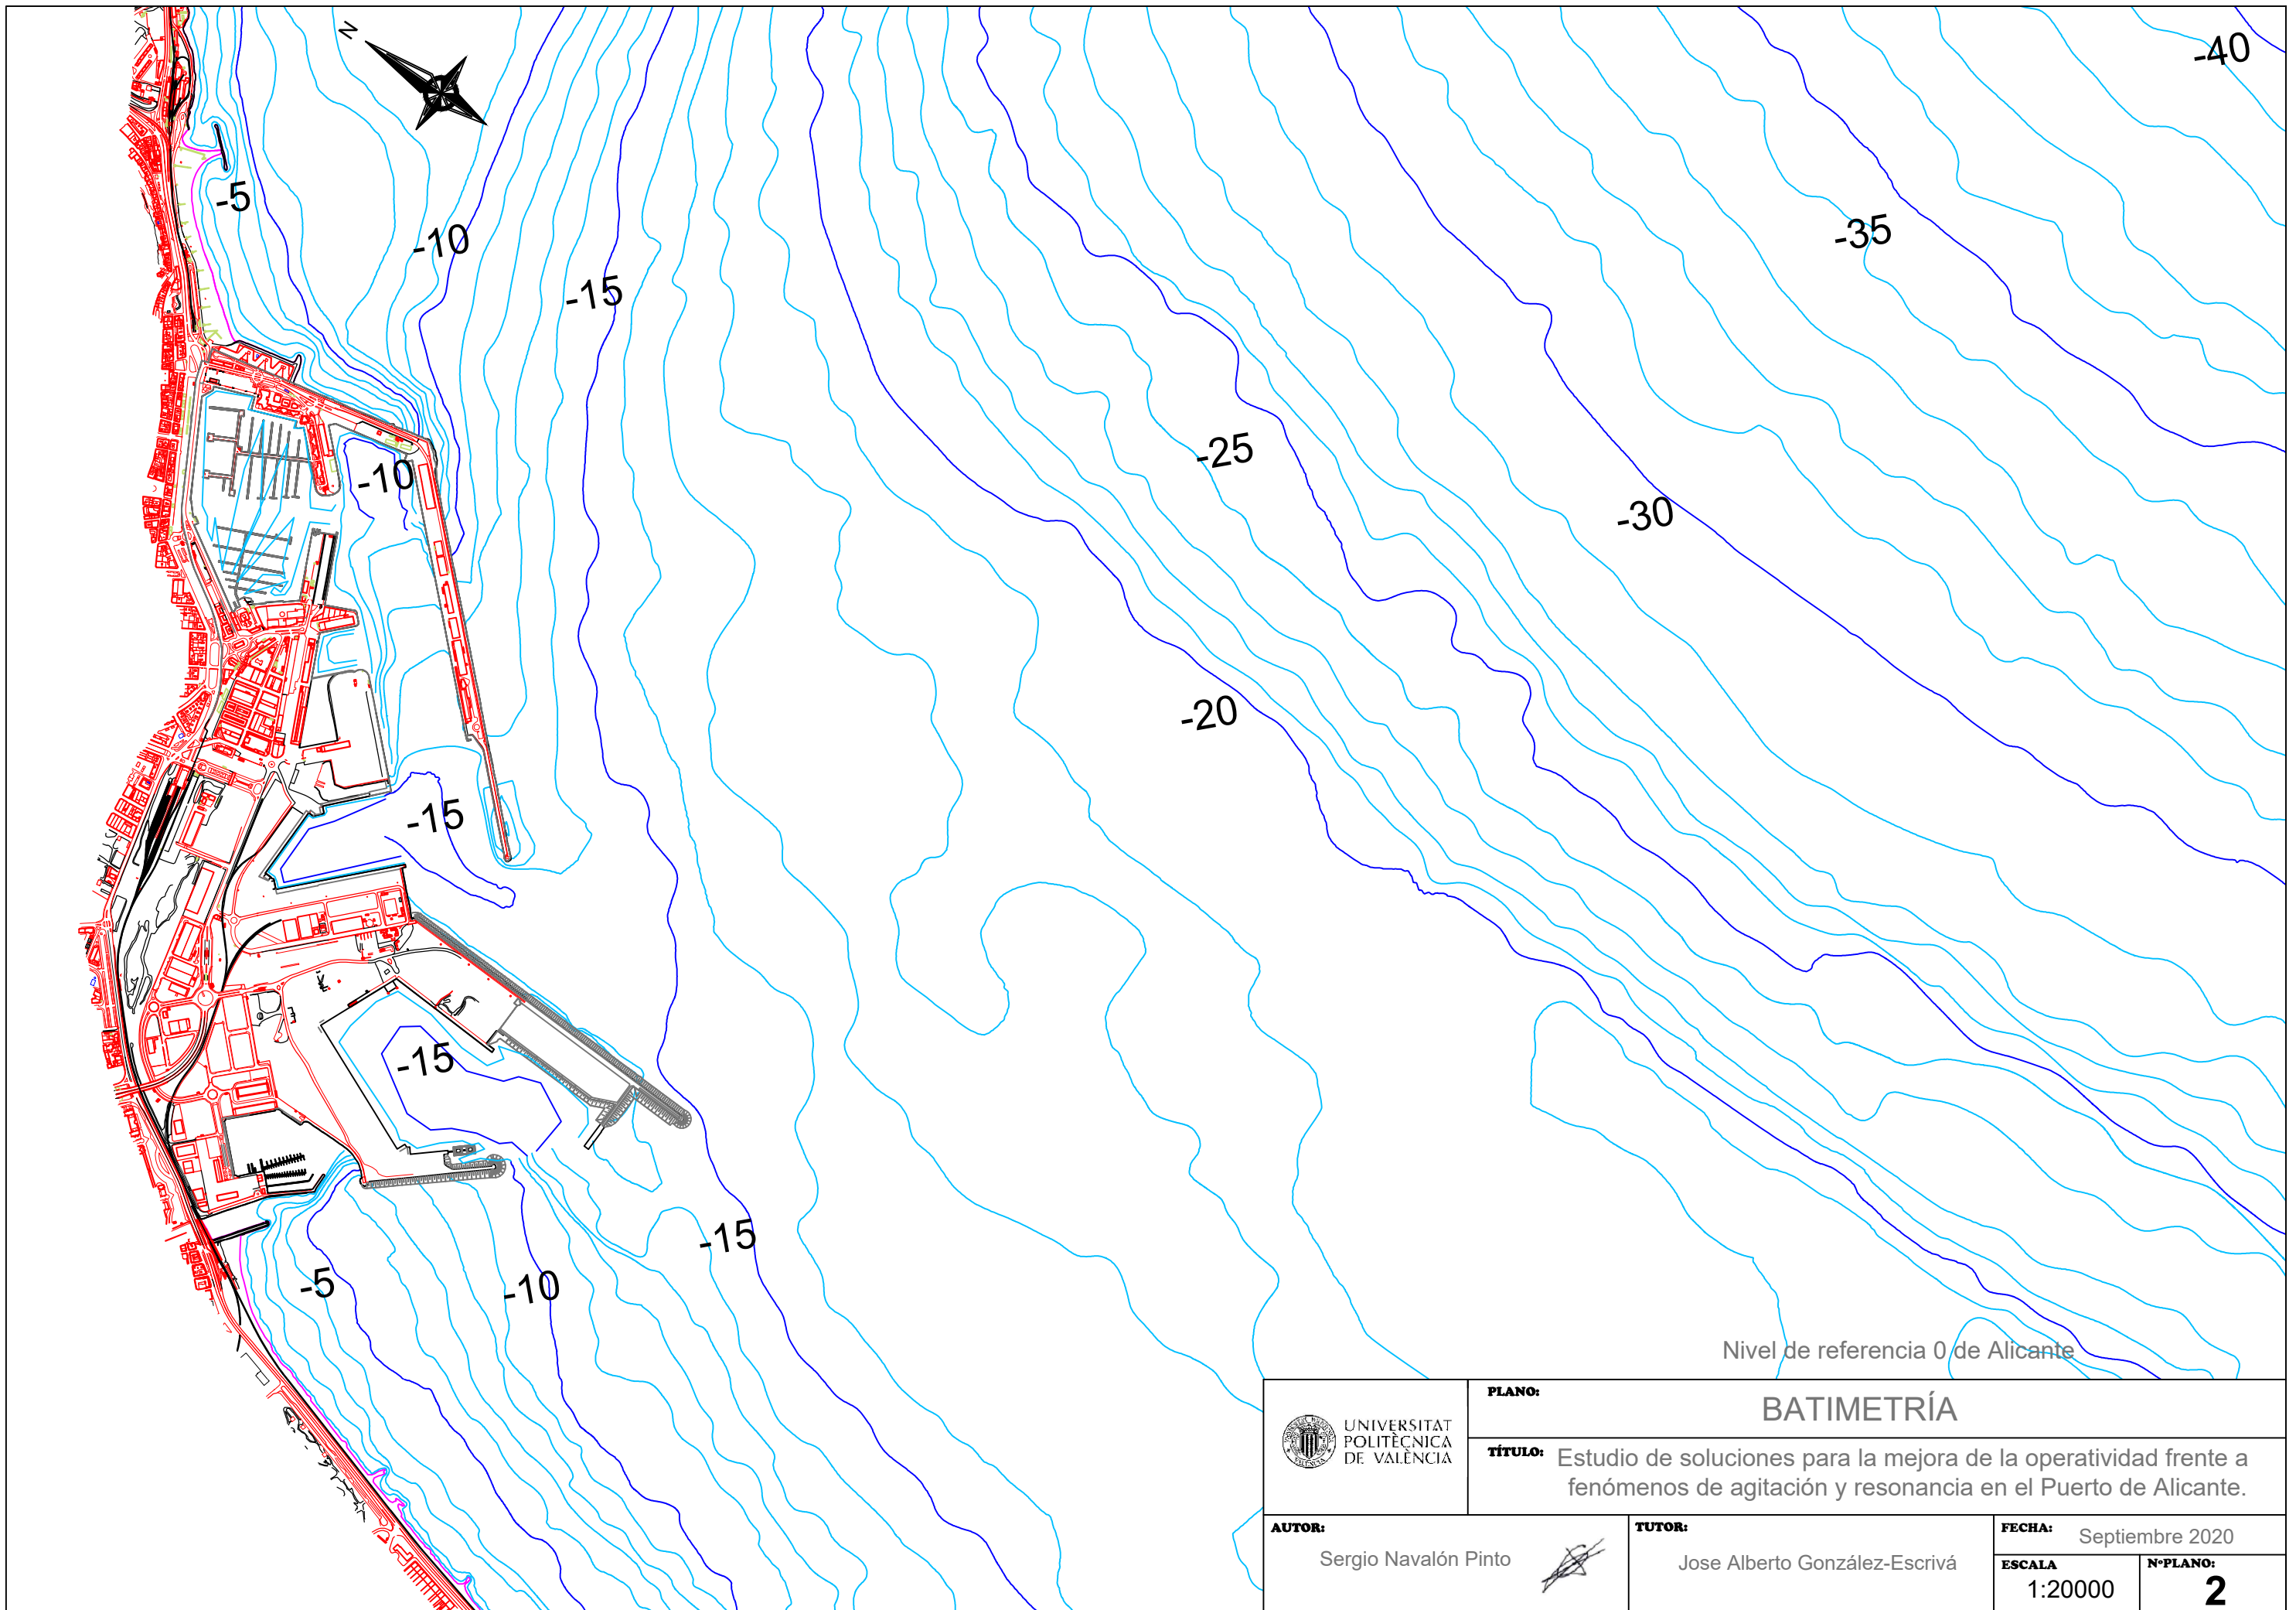 N
-40
-5
-35
-10
-15
-25
-10
-30
-20
-15
-15
-15
-5
-10
Nivel de referencia 0 de Alicante
PLANO:
BATIMETRÍA
UNIVERSITAT
POLITÈCNICA
DE VALÈNCIA
TÍTULO:
Estudio de soluciones para la mejora de la operatividad frente a
fenómenos de agitación y resonancia en el Puerto de Alicante.
AUTOR:
Sergio Navalón Pinto
TUTOR:
Jose Alberto González-Escrivá
FECHA:
Septiembre 2020
ESCALA
1:20000
NºPLANO:
2